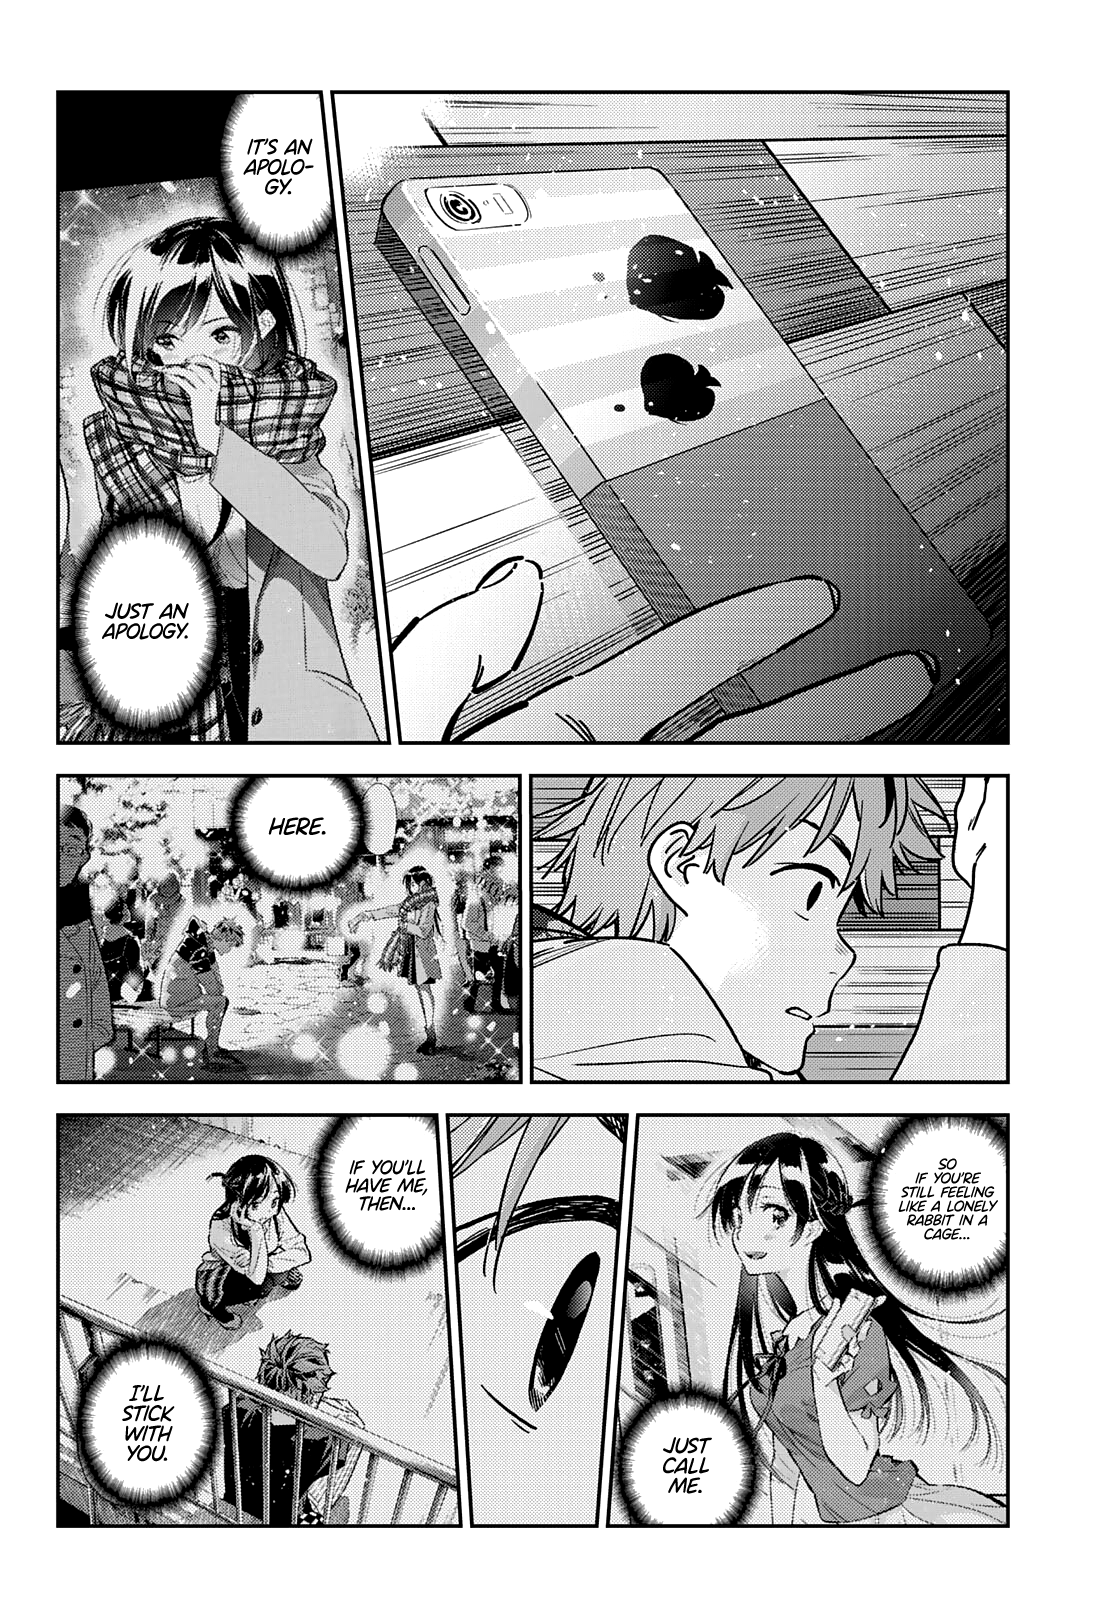 IT'S AN
APOLO-
GY.
JUST AN
APOLOGY.
HERE.
SO
IF YOU'RE
STILL FEELING
LIKE A LONELY
RABBIT IN A
CAGE...
JUST
CALL
ME.
IF YOU'LL
HAVE ME,
THEN...
I'LL
STICK
WITH
YOU.